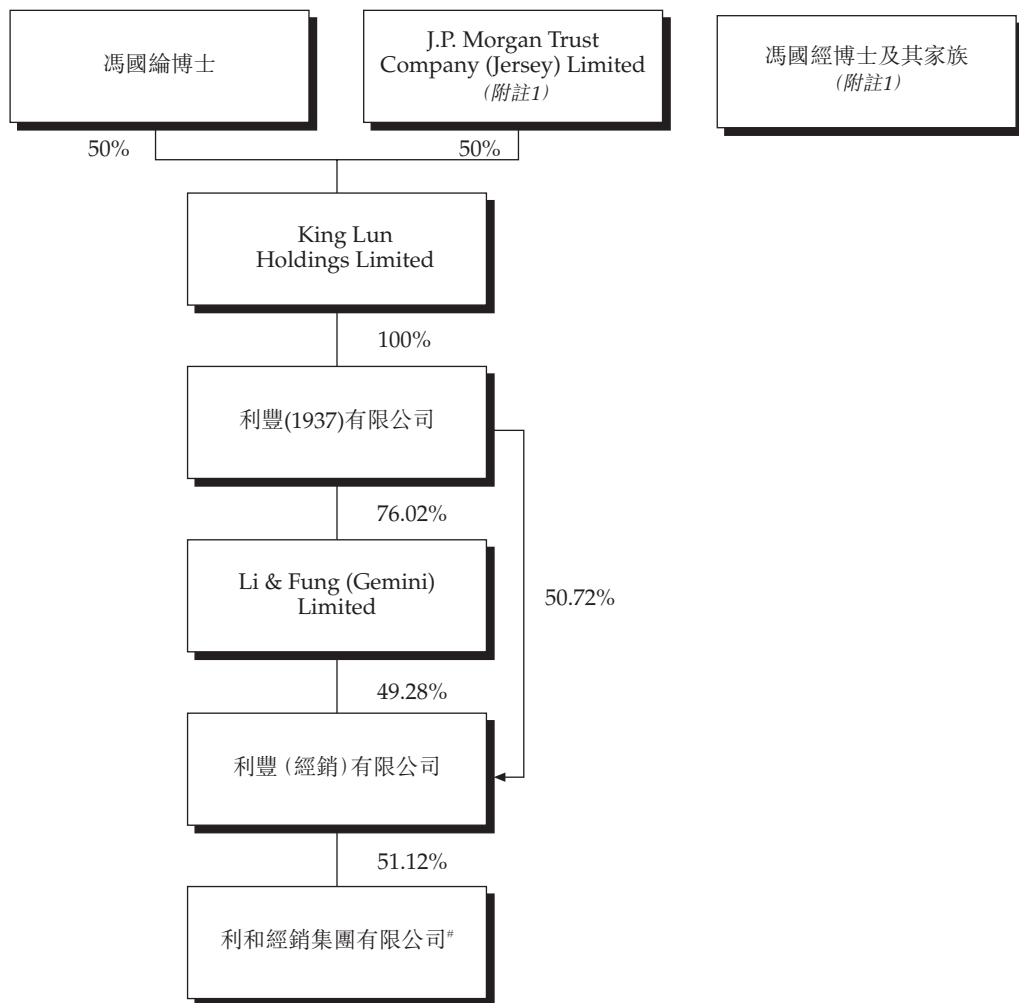 馮國綸博士
J.P. Morgan Trust
Company (Jersey) Limited
(附註1)
馮國經博士及其家族
(附註1)
50%
50%
King Lun
Holdings Limited
100%
利豐(1937)有限公司
76.02%
Li & Fung (Gemini)
Limited
50.72%
49.28%
利豐(經銷)有限公司
51.12%
利和經銷集團有限公司#